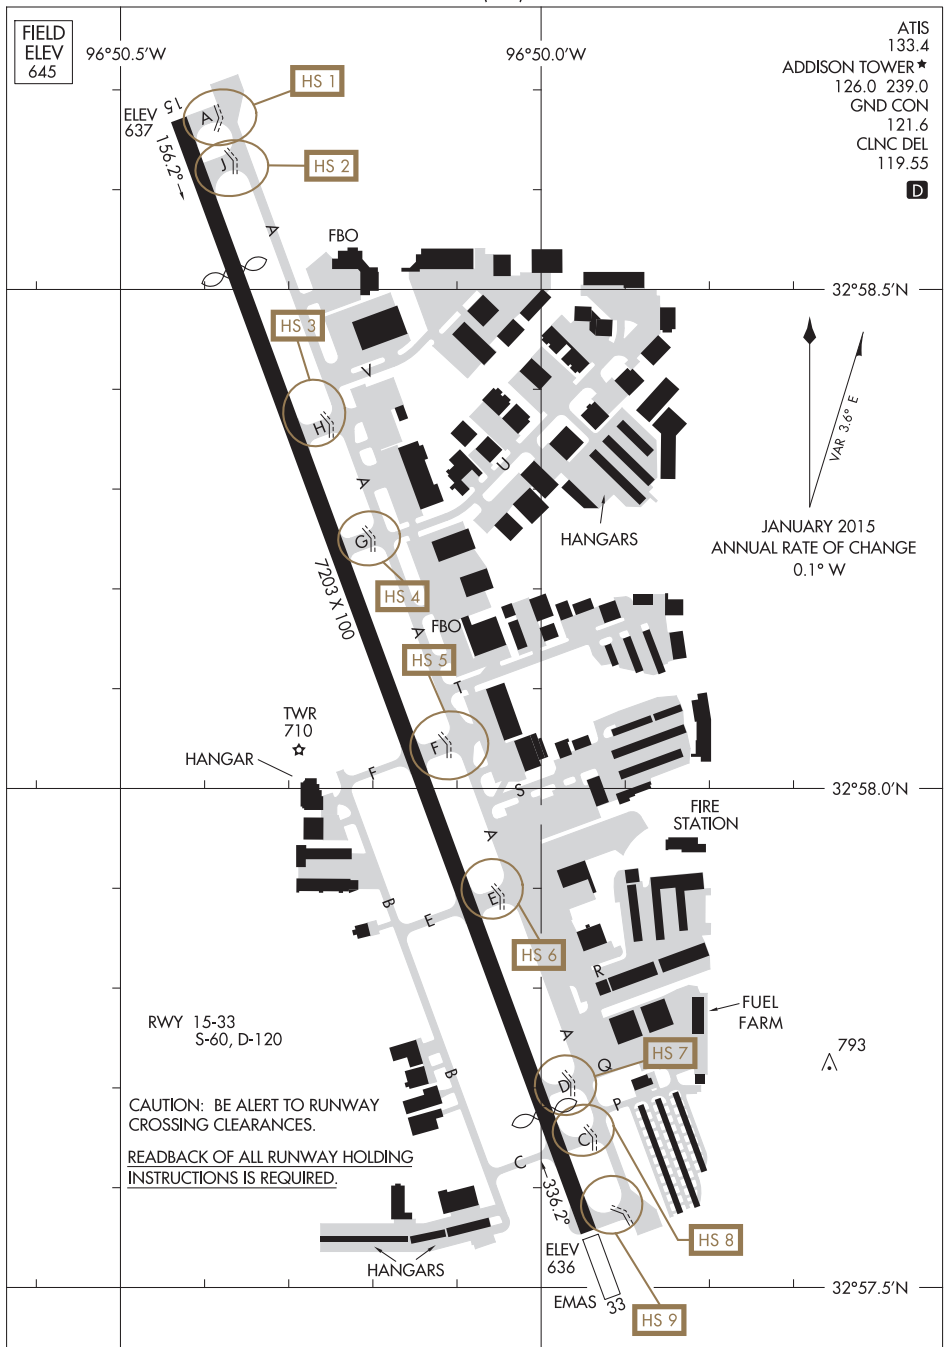 FIELD
ELEV
645
96°50.5'W
96°50.0'W
ATIS
133.4
ADDISON TOWER★
126.0 239.0
GND CON
121.6
CLNC DEL
119.55
D
HS 1
ELEV
637
15
A
156.2°
J
HS 2
A
FBO
32°58.5'N
HS 3
V
VAR 3.6° E
H
A
U
HANGARS
JANUARY 2015
ANNUAL RATE OF CHANGE
0.1° W
G
7203 X 100
HS 4
A
FBO
HS 5
T
TWR
710
F
HANGAR
F
S
32°58.0'N
FIRE
STATION
A
B
E
E
HS 6
R
FUEL
FARM
RWY 15-33
S-60, D-120
A
Q
HS 7
793
B
D
P
CAUTION: BE ALERT TO RUNWAY
CROSSING CLEARANCES.
C
READBACK OF ALL RUNWAY HOLDING
INSTRUCTIONS IS REQUIRED.
C
336.2°
HS 8
ELEV
636
HANGARS
EMAS
33
32°57.5'N
HS 9